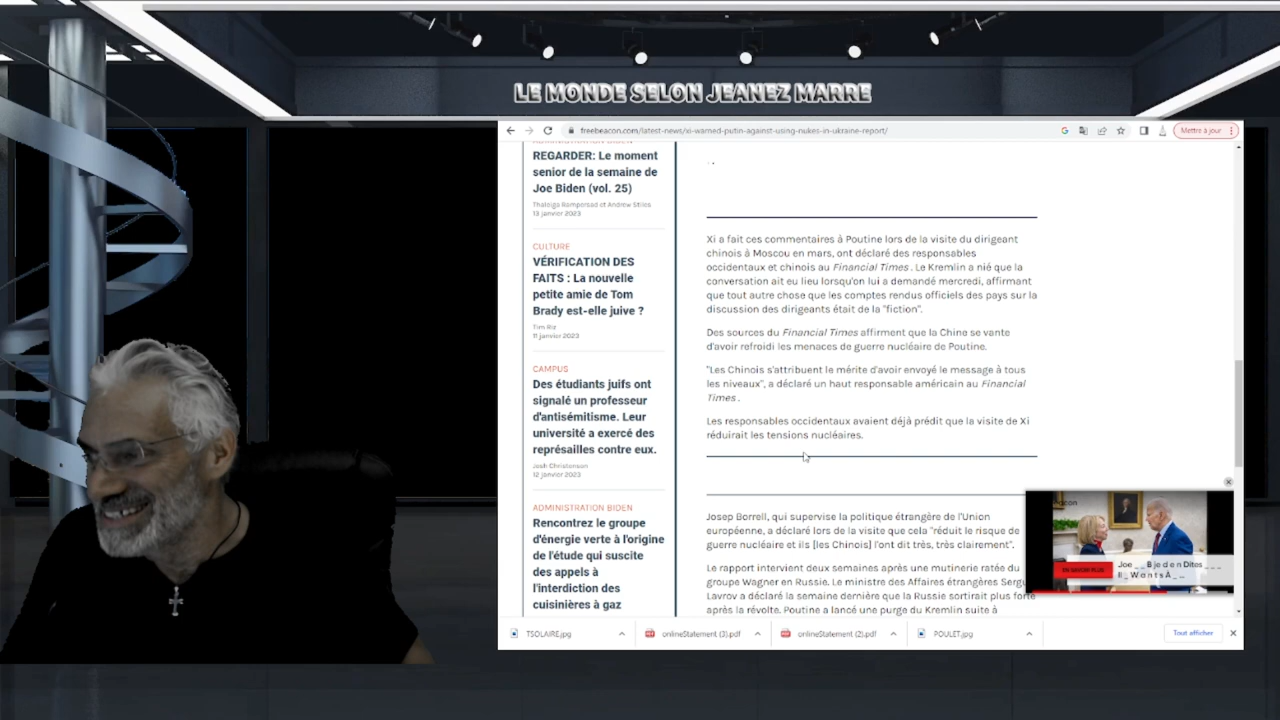 LE MONDE SELON JEANEZ MARRE
freebeacon.com/latest-news/xi-warned-putin-against-using-nukes-in-ukraine-report/
Mettre à jour
REGARDER: Le moment
senior de la semaine de
Joe Biden (vol. 25)
Thaleigo Rampersad et Andrew Stiles
13 janvier 2023
CULTURE
VÉRIFICATION DES
FAITS : La nouvelle
petite amie de Tom
Brady est-elle juive ?
11 janvier 2023
CAMPUS
Des étudiants juifs ont
signalé un professeur
d'antisémitisme. Leur
université a exercé des
représailles contre eux.
Josh Christenson
12 janvier 2023
ADMINISTRATION BIDEN
Rencontrez le groupe
d'énergie verte à l'origine
de l'étude qui suscite
des appels à
l'interdiction des
cuisinières à gaz
Xi a fait ces commentaires à Poutine lors de la visite du dirigeant
chinois à Moscou en mars, ont déclaré des responsables
occidentaux et chinois au Financial Times . Le Kremlin a nié que la
conversation ait eu lieu lorsqu'on lui a demandé mercredi, affirmant
que tout autre chose que les comptes rendus officiels des pays sur la
discussion des dirigeants était de la "fiction".
Des sources du Financial Times affirment que la Chine se vante
d'avoir refroidi les menaces de guerre nucléaire de Poutine.
"Les Chinois s'attribuent le mérite d'avoir envoyé le message à tous
les niveaux", a déclaré un haut responsable américain au Financial
Times .
Les responsables occidentaux avaient déjà prédit que la visite de Xi
réduirait les tensions nucléaires.
Josep Borrell, qui supervise la politique étrangère de l'Union
européenne, a déclaré lors de la visite que cela "réduit le risque de
guerre nucléaire et ils [les Chinois] l'ont dit très, très clairement".
Le rapport intervient deux semaines après une mutinerie ratée du
groupe Wagner en Russie. Le ministre des Affaires étrangères Sergu
Lavrov a déclaré la semaine dernière que la Russie sortirait plus forte
après la révolte. Poutine a lancé une purge du Kremlin suite à
acon
EN SAVOIR PLUS
Joe _ _ B j e d e n Dites _ _ _
Il _ W a n t s À _ ...
TSOLAIRE.jpg
onlineStatement (3).pdf
onlineStatement (2).pdf
POULET.jpg
Tout afficher